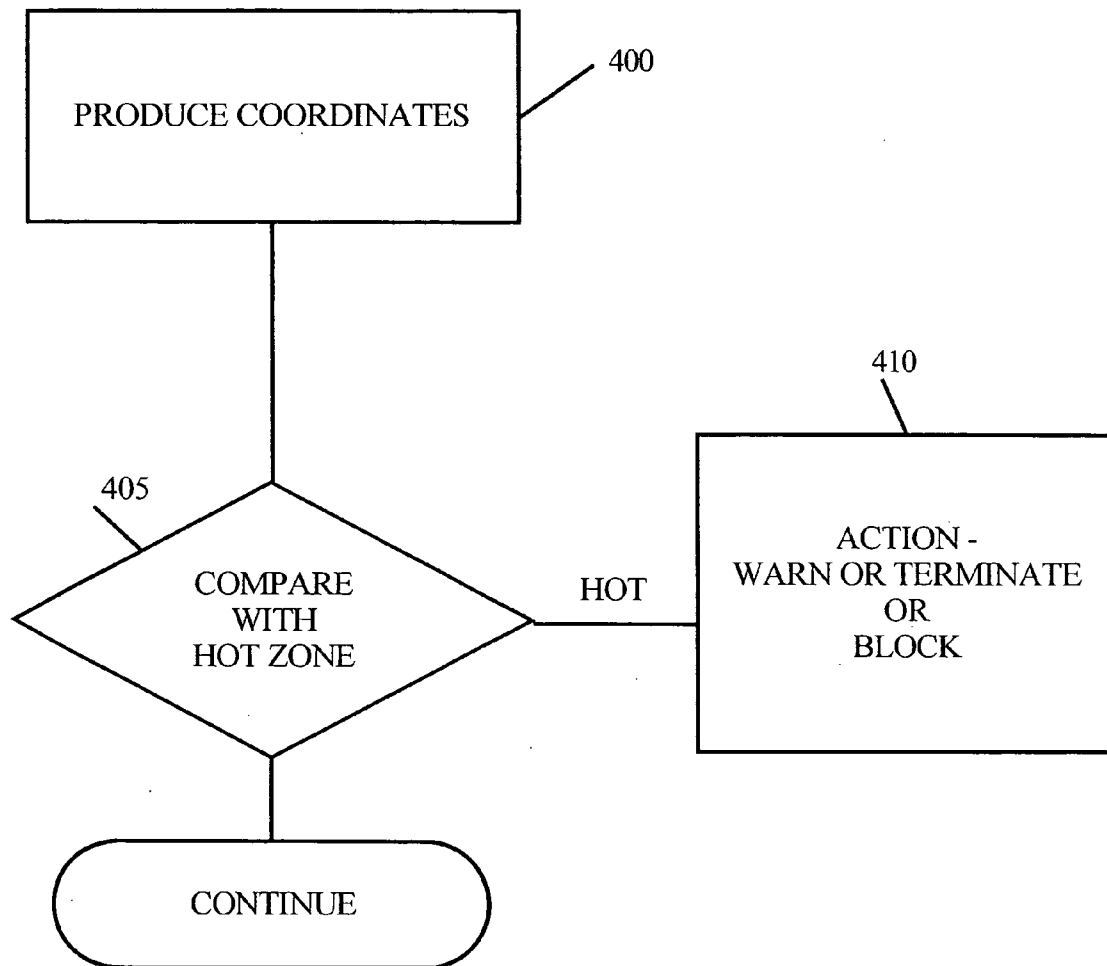 400
PRODUCE COORDINATES
410
405
COMPARE
WITH
HOT ZONE
HOT
ACTION -
WARN OR TERMINATE
OR
BLOCK
CONTINUE